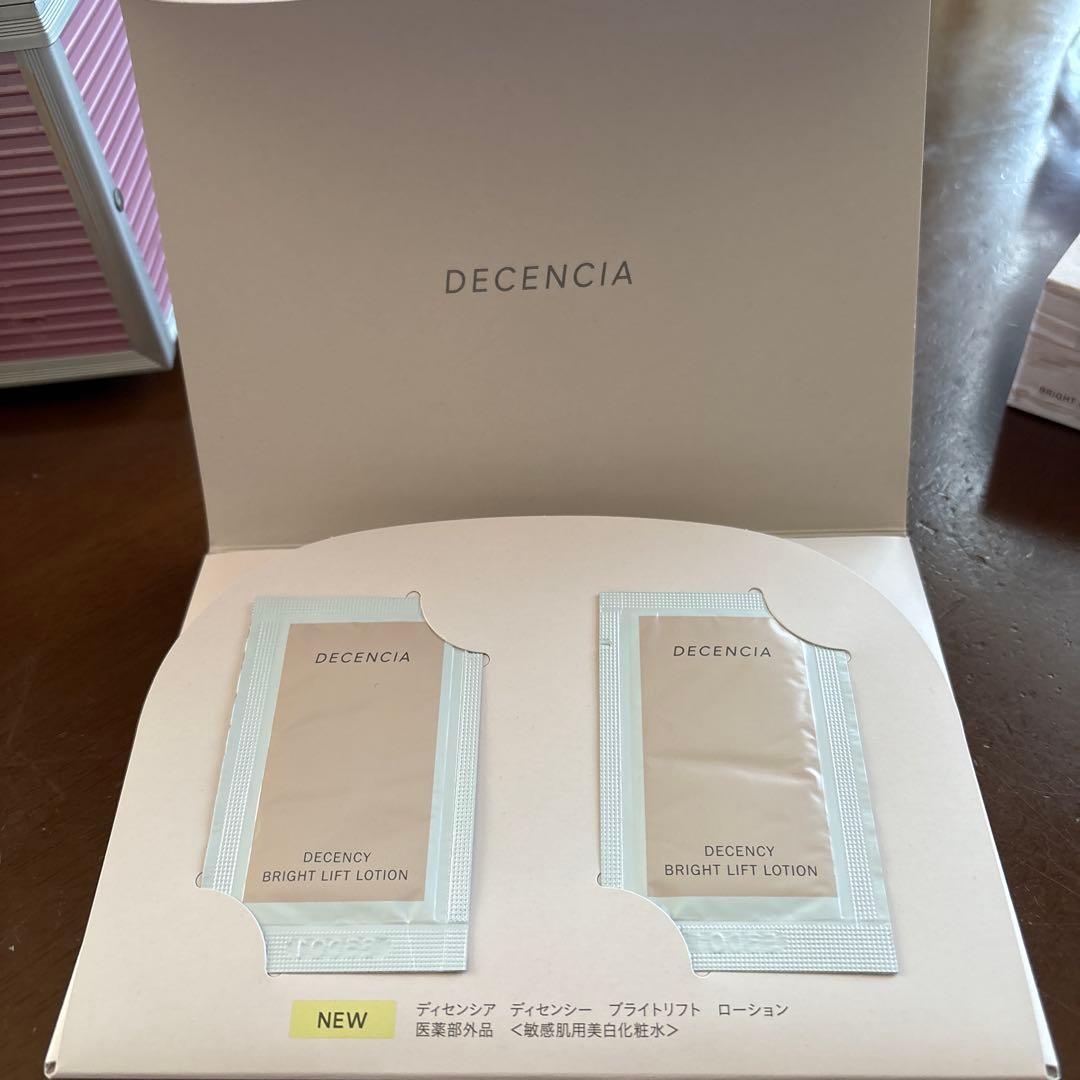 DECENCIA
BRIGHT
DECENCIA
DECENCY
BRIGHT LIFT LOTION
DECENCIA
DECENCY
BRIGHT LIFT LOTION
NEW
ディセンシア ディセンシー ブライトリフト ローション
医薬部外品 <敏感肌用美白化粧水>